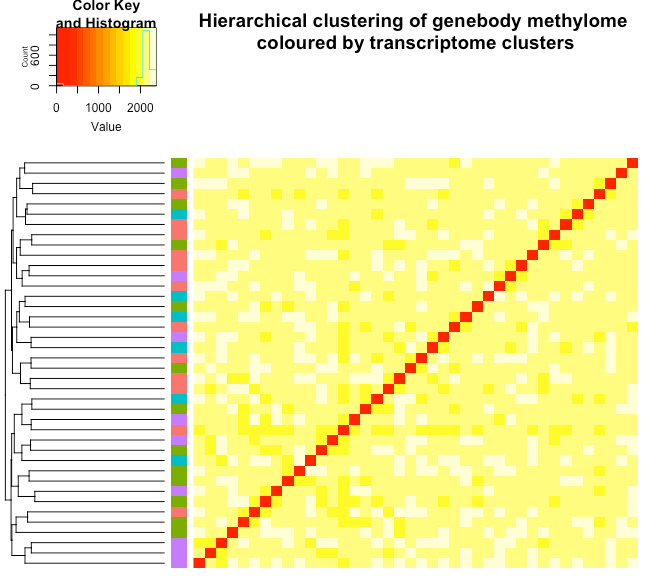 Color Key
and Histogram
Count
0
600
0
1000
2000
Value
Hierarchical clustering of genebody methylome
coloured by transcriptome clusters